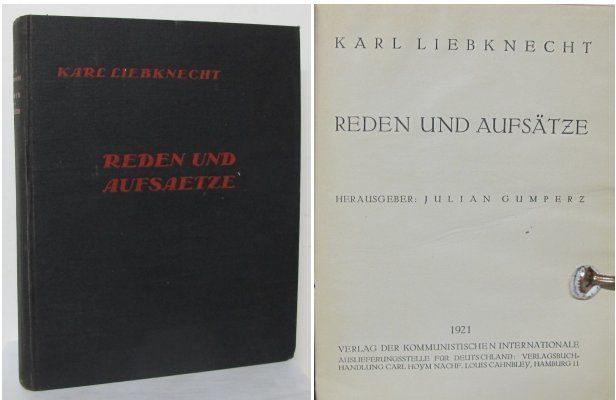 KARL LIEBKNECHT
REDEN UND
AUFSAETZE
KARL LIEBKNECHT
REDEN UND AUFSÄTZE
HERAUSGEBER: JULIAN GUMPERZ
1921
VERLAG DER KOMMUNISTISCHEN INTERNATIONALE
AUSLIEFERUNGSSTELLE FÜR DEUTSCHLAND: VERLAGSBUCH-
HANDLUNG CARL HOYM NACHF. LOUIS CAHNBLEY, HAMBURG 11